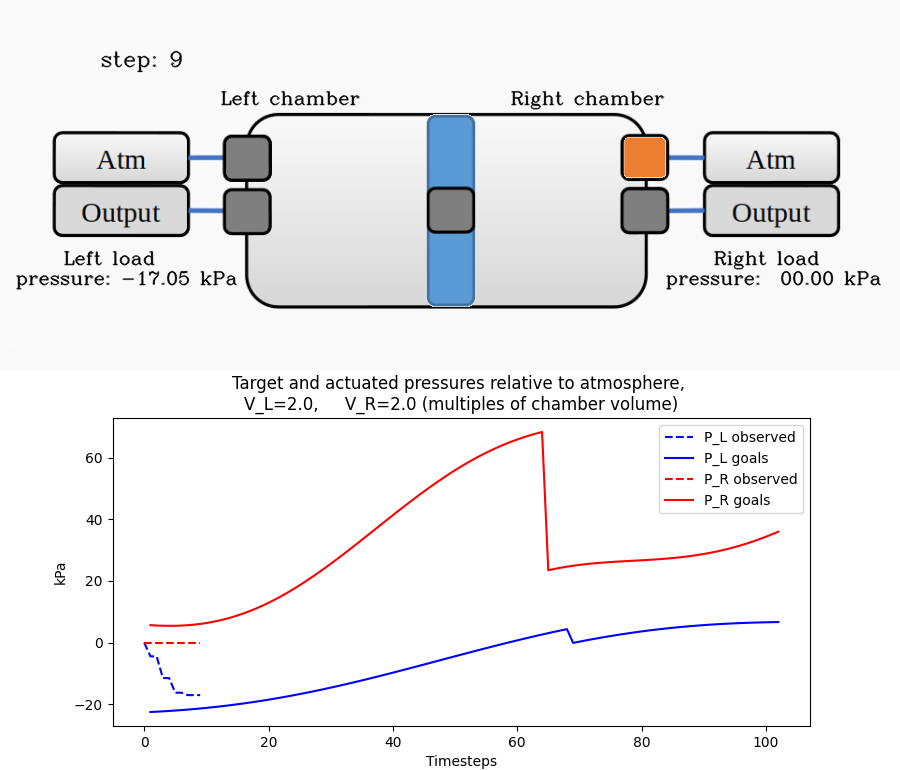 step: 9
Left chamber
Right chamber
Atm
Atm
Output
Output
Left load
pressure: −17.05 kPa
Right load
pressure: 00.00 kPa
Target and actuated pressures relative to atmosphere,
V_L=2.0, V_R=2.0 (multiples of chamber volume)
P_L observed
P_L goals
P_R observed
P_R goals
60
40
20
0
−20
kPa
0
20
40
60
80
100
Timesteps